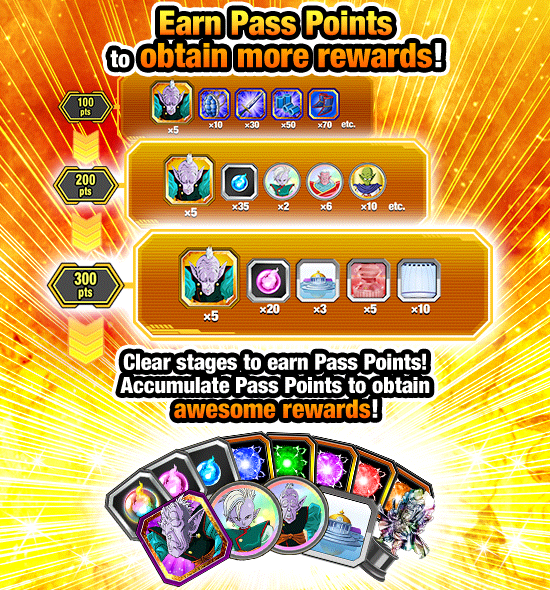 Earn Pass Points
to obtain more rewards!
100
pts
×5
×10
×30
×50
×70
etc.
200
pts
×5
×35
×2
×6
×10
etc.
300
pts
×5
×20
×3
×5
×10
Clear stages to earn Pass Points!
Accumulate Pass Points to obtain
awesome rewards!